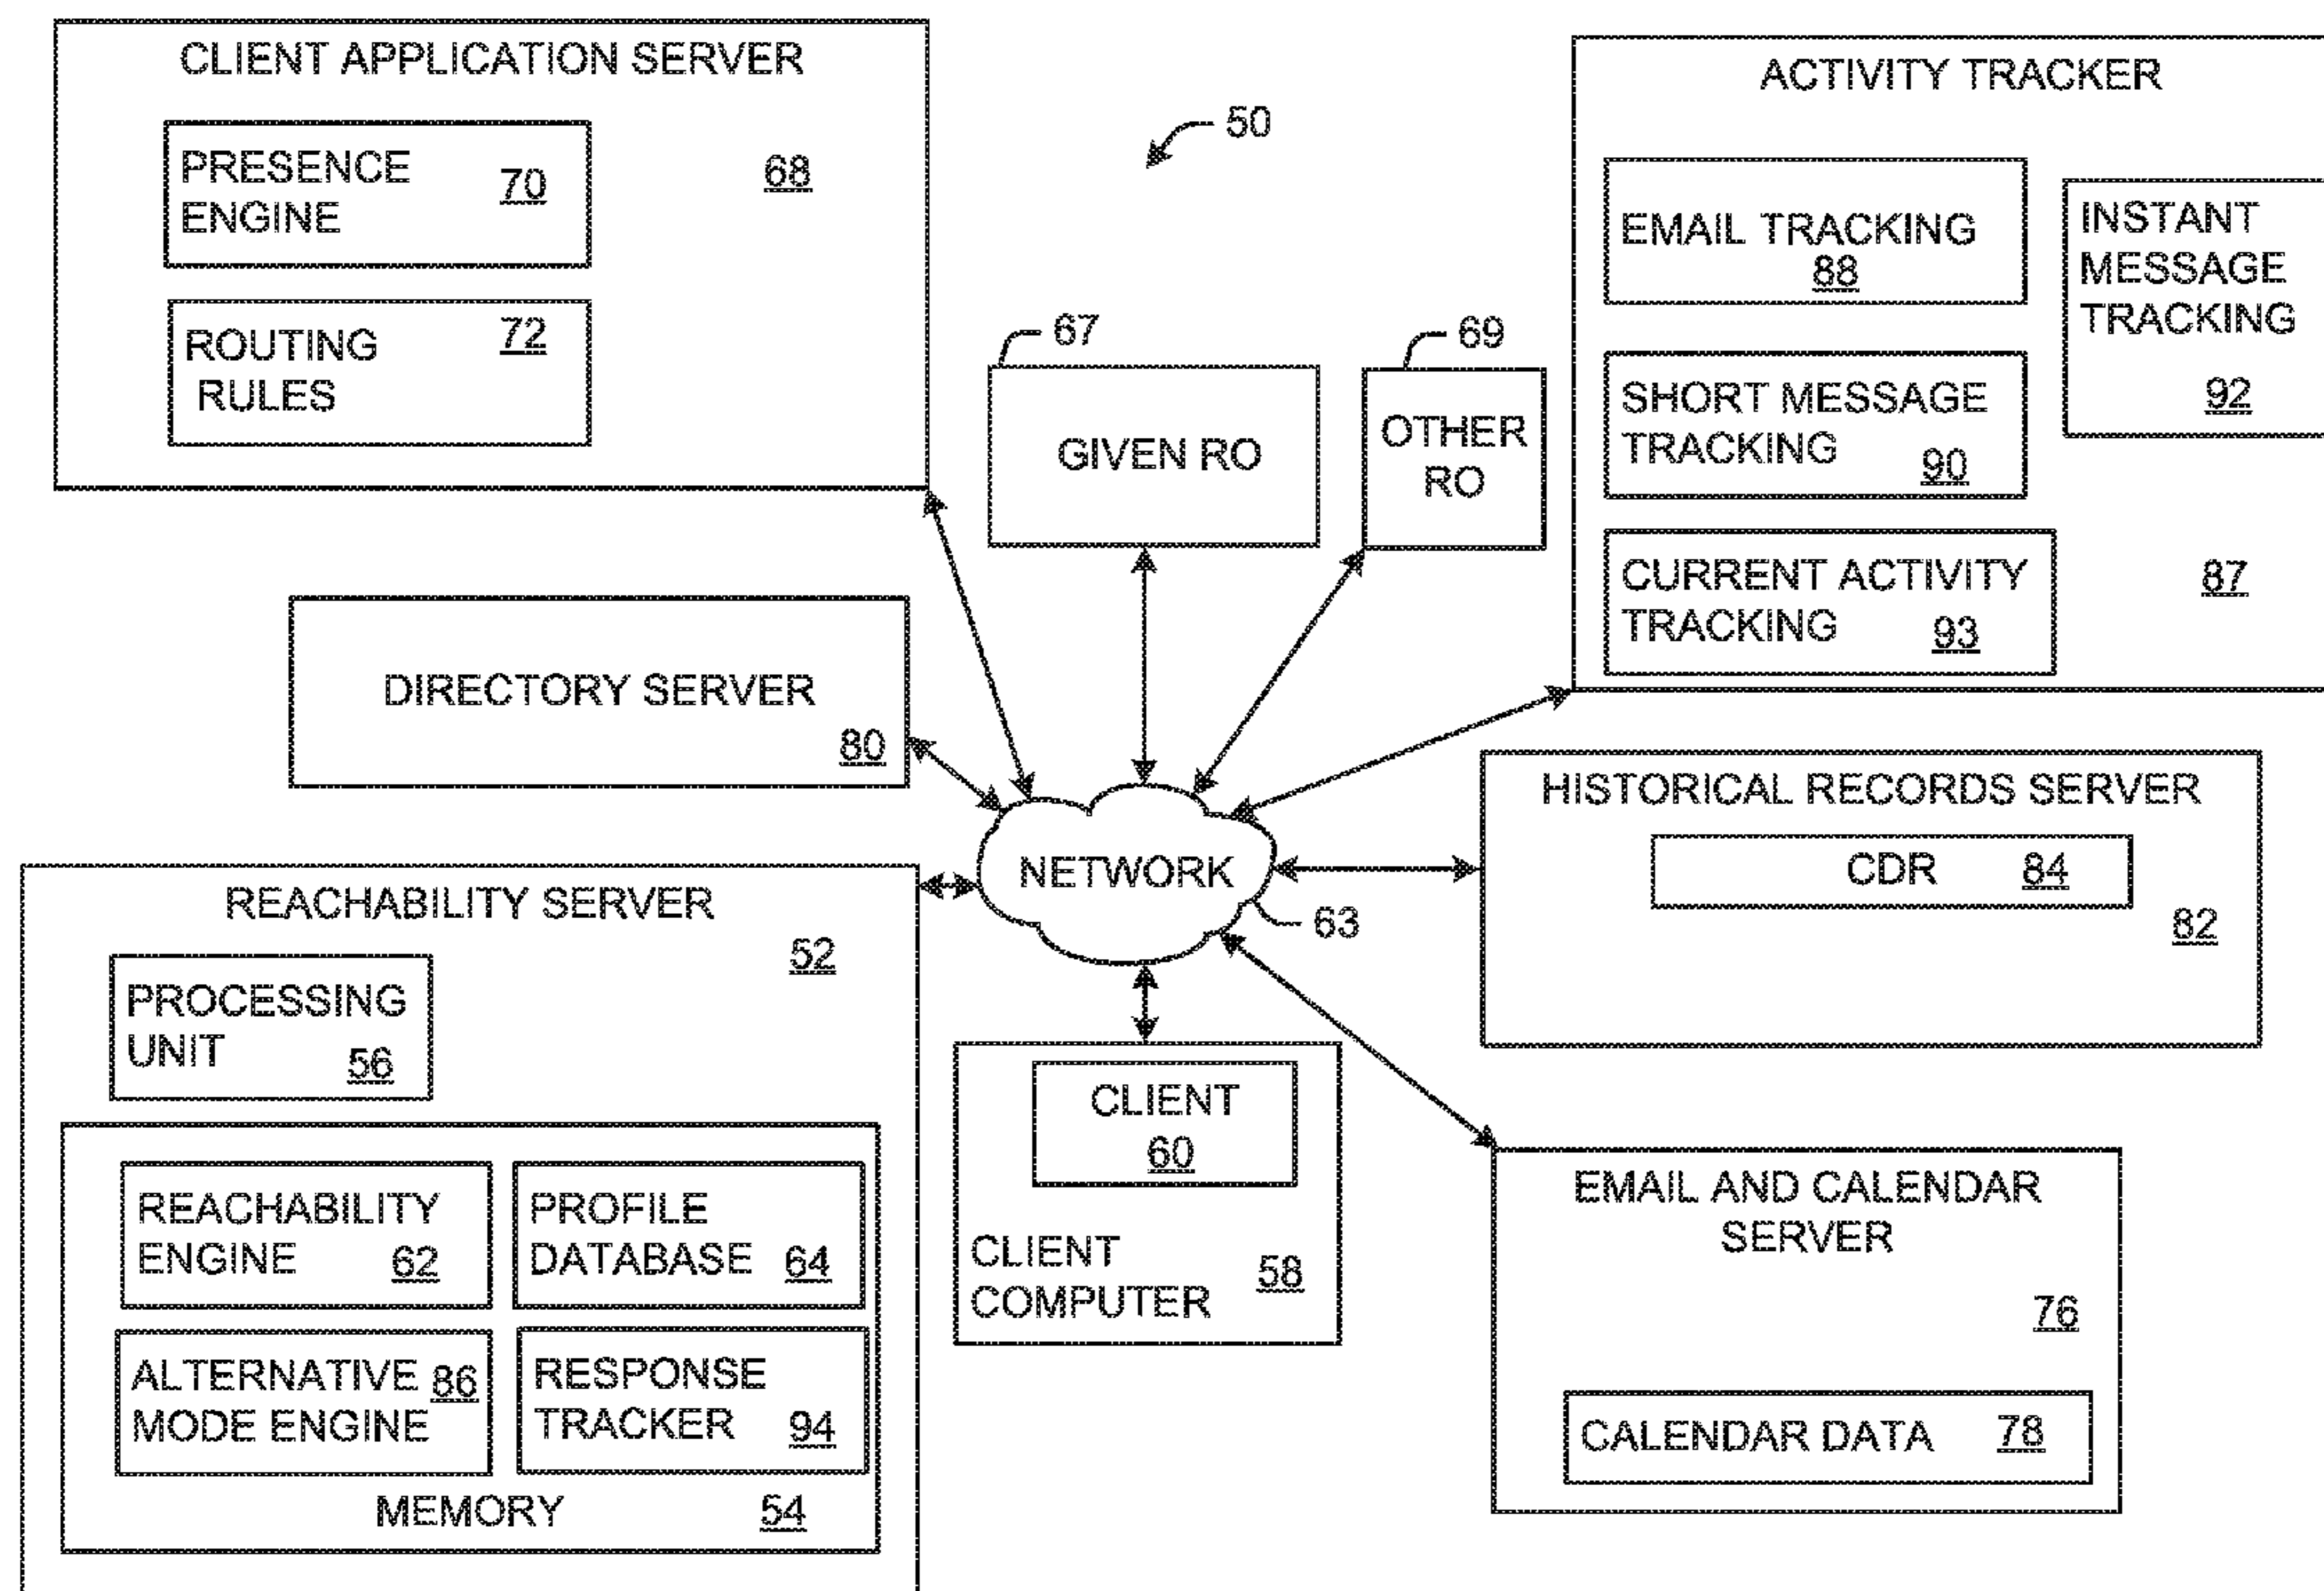 CLIENT APPLICATION SERVER
PRESENCE
ENGINE
70
68
ROUTING
RULES
72
50
67
GIVEN RO
69
OTHER
RO
ACTIVITY TRACKER
EMAIL TRACKING
88
INSTANT
MESSAGE
TRACKING
92
SHORT MESSAGE
TRACKING
90
CURRENT ACTIVITY
TRACKING
93
87
DIRECTORY SERVER
80
NETWORK
63
HISTORICAL RECORDS SERVER
CDR 84
82
REACHABILITY SERVER
52
PROCESSING
UNIT
56
REACHABILITY
ENGINE 62
PROFILE
DATABASE 64
ALTERNATIVE 86
MODE ENGINE
RESPONSE
TRACKER 94
MEMORY 54
CLIENT
60
CLIENT
COMPUTER
58
EMAIL AND CALENDAR
SERVER
76
CALENDAR DATA 78